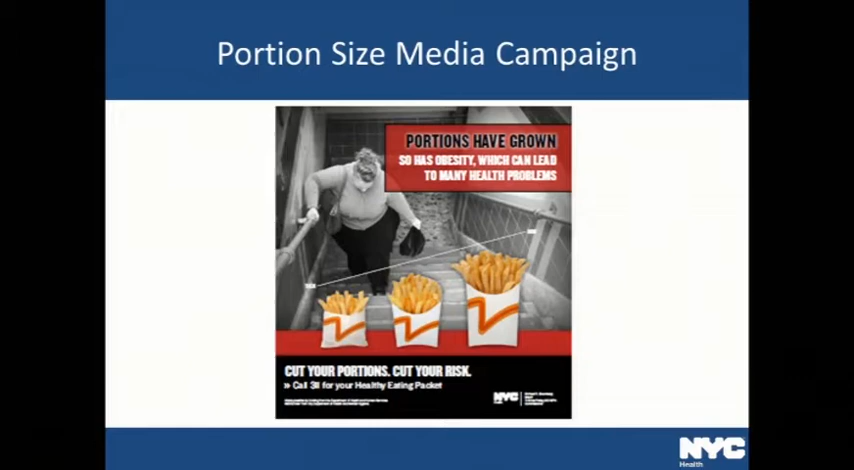 Portion Size Media Campaign
PORTIONS HAVE GROWN
SO HAS OBESITY, WHICH CAN LEAD
TO MANY HEALTH PROBLEMS
CUT YOUR PORTIONS. CUT YOUR RISK.
» Call 311 for your Healthy Eating Packet
NYC
NYC
Health